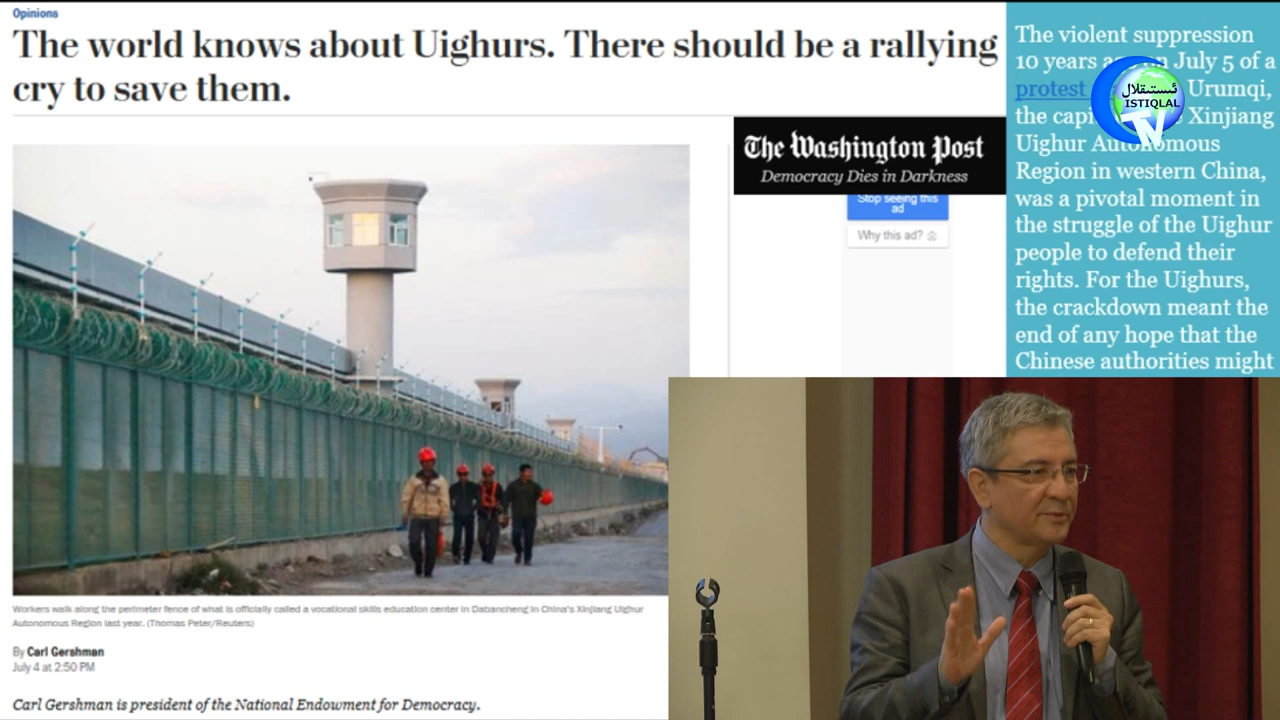 Opinions
The world knows about Uighurs. There should be a rallying
cry to save them.
The Washington Post
Democracy Dies in Darkness
Stop seeing this
ad
Why this ad?
Workers walk along the perimeter fence of what is officially called a vocational skills education center in Dabancheng in China's Xinjiang Uighur
Autonomous Region last year. (Thomas Peter/Reuters)
By Carl Gershman
July 4 at 2:50 PM
Carl Gershman is president of the National Endowment for Democracy.
The violent suppression
10 years July 5 of a
protest Urumqi,
the Xinjiang
Uighur Autonomous
Region in western China,
was a pivotal moment in
the struggle of the Uighur
people to defend their
rights. For the Uighurs,
the crackdown meant the
end of any hope that the
Chinese authorities might
ئىستىقلال
ISTIQLAL
TV